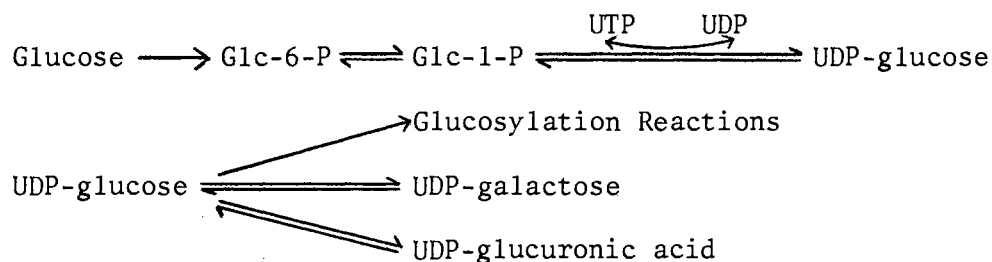 UTP UDP
Glucose Glc-6-P Glc-1-P UDP-glucose
Glucosylation Reactions
UDP-glucose UDP-galactose
UDP-glucuronic acid